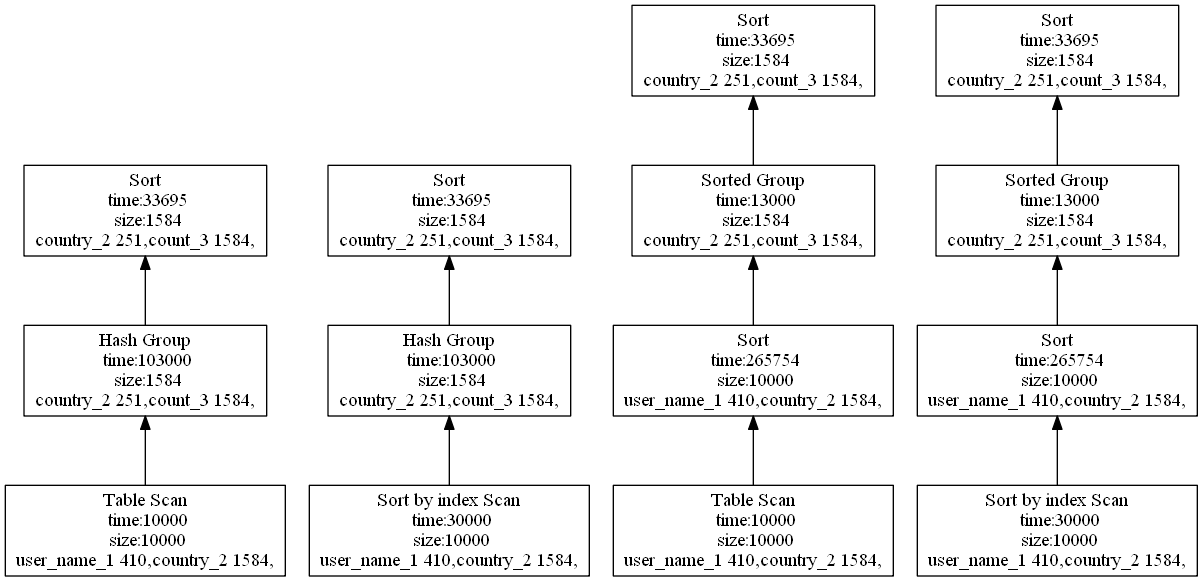 Sort
time:33695
size:1584
country_2 251,count_3 1584,
Sort
time:33695
size:1584
country_2 251,count_3 1584,
Sort
time:33695
size:1584
country_2 251,count_3 1584,
Sort
time:33695
size:1584
country_2 251,count_3 1584,
Sorted Group
time:13000
size:1584
country_2 251,count_3 1584,
Sorted Group
time:13000
size:1584
country_2 251,count_3 1584,
Hash Group
time:103000
size:1584
country_2 251,count_3 1584,
Hash Group
time:103000
size:1584
country_2 251,count_3 1584,
Sort
time:265754
size:10000
user_name_1 410,country_2 1584,
Sort
time:265754
size:10000
user_name_1 410,country_2 1584,
Table Scan
time:10000
size:10000
user_name_1 410,country_2 1584,
Sort by index Scan
time:30000
size:10000
user_name_1 410,country_2 1584,
Table Scan
time:10000
size:10000
user_name_1 410,country_2 1584,
Sort by index Scan
time:30000
size:10000
user_name_1 410,country_2 1584,